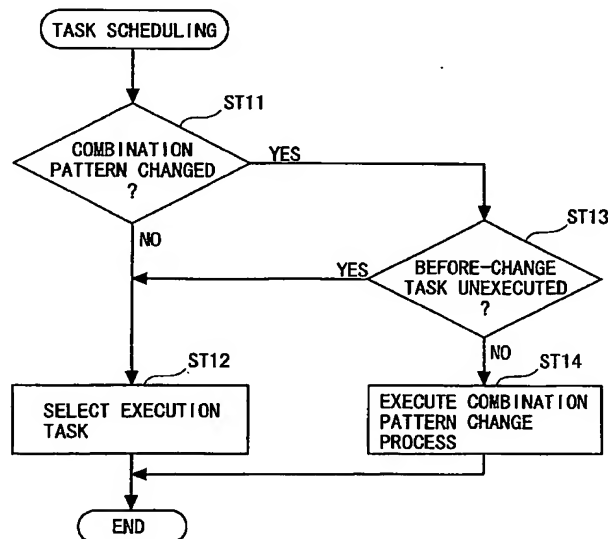 TASK SCHEDULING
ST11
COMBINATION
PATTERN CHANGED
?
YES
NO
ST13
BEFORE-CHANGE
TASK UNEXECUTED
?
YES
NO
ST12
SELECT EXECUTION
TASK
ST14
EXECUTE COMBINATION
PATTERN CHANGE
PROCESS
END